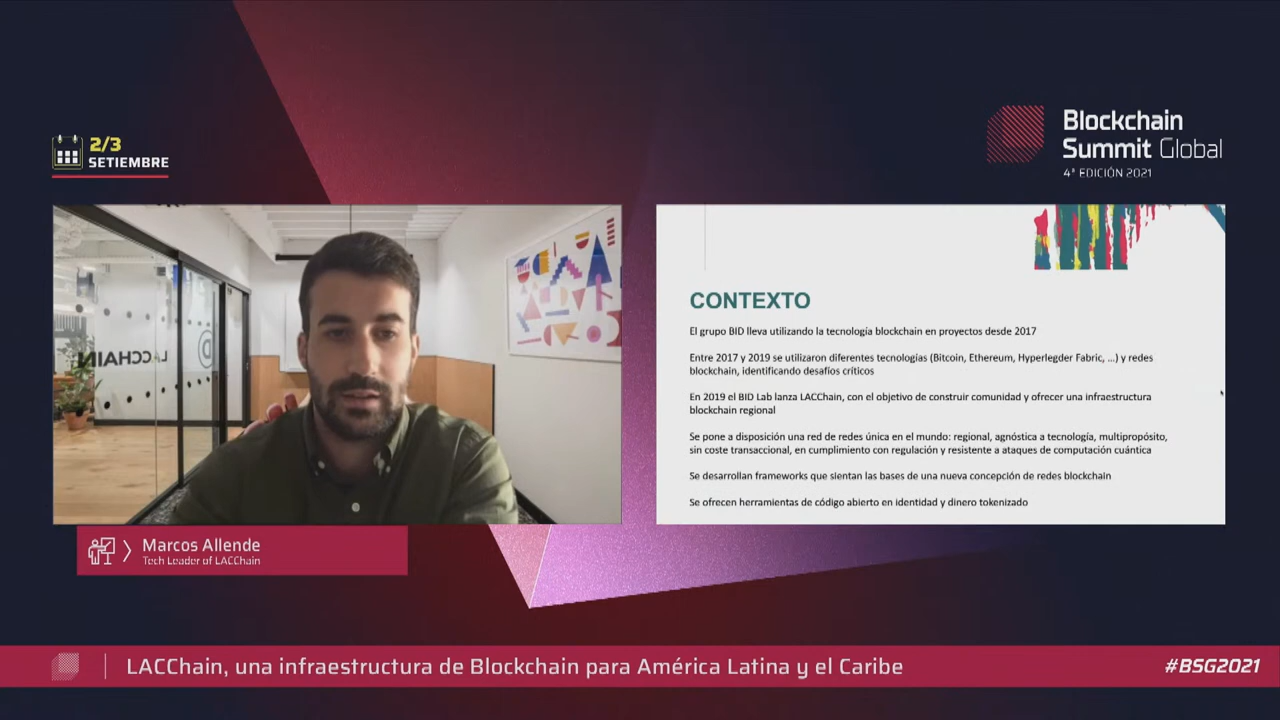 2/3
SETIEMBRE
Blockchain
Summit Global
4ª EDICIÓN 2021
LACCHAIN
CONTEXTO
El grupo BID lleva utilizando la tecnología blockchain en proyectos desde 2017
Entre 2017 y 2019 se utilizaron diferentes tecnologías (Bitcoin, Ethereum, Hyperlegder Fabric, ...) y redes
blockchain, identificando desafíos críticos
En 2019 el BID Lab lanza LACChain, con el objetivo de construir comunidad y ofrecer una infraestructura
blockchain regional
Se pone a disposición una red de redes única en el mundo: regional, agnóstica a tecnología, multipropósito,
sin coste transaccional, en cumplimiento con regulación y resistente a ataques de computación cuántica
Se desarrollan frameworks que sientan las bases de una nueva concepción de redes blockchain
Se ofrecen herramientas de código abierto en identidad y dinero tokenizado
Marcos Allende
Tech Leader of LACChain
LACChain, una infraestructura de Blockchain para América Latina y el Caribe
#BSG2021